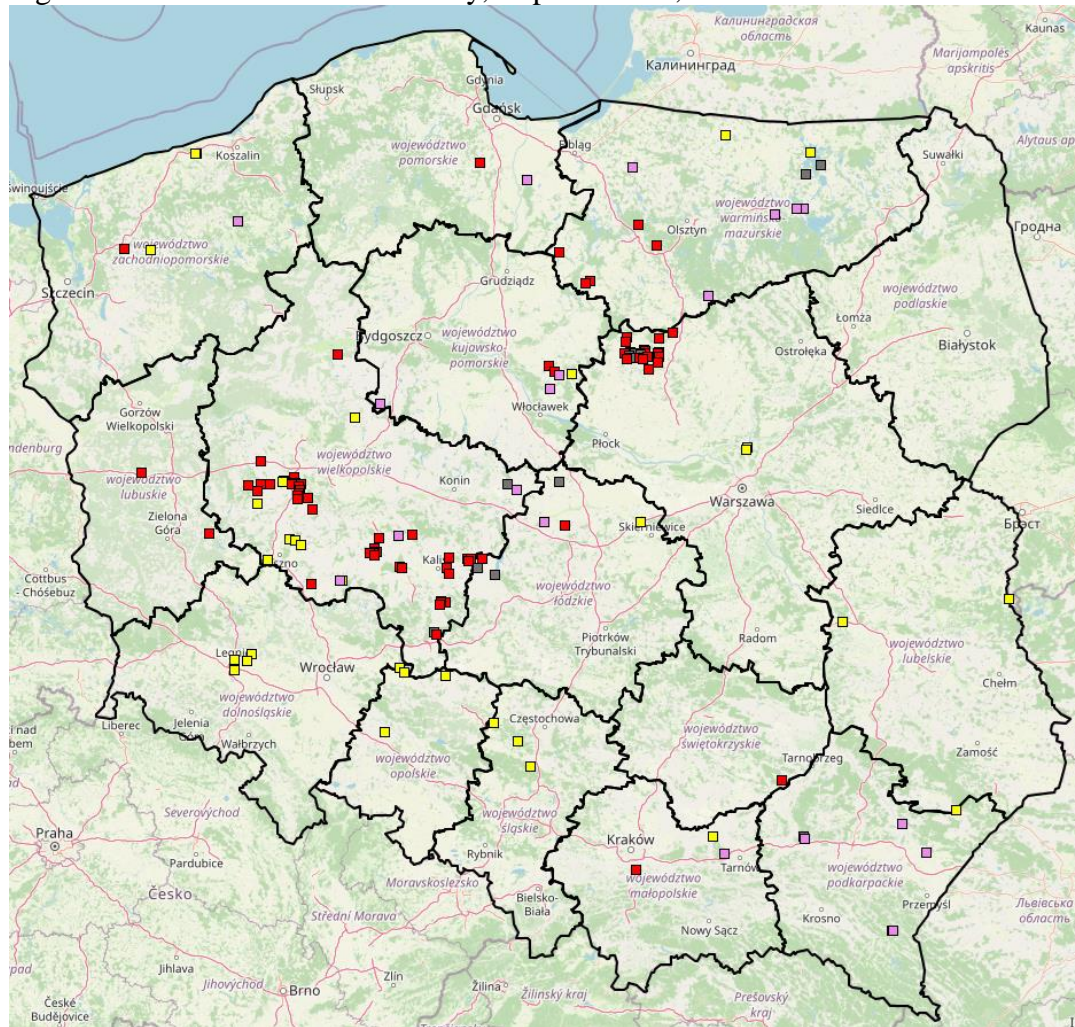 Калининградская
область
Kaunas
Marijampolės
apskritis
Калининград
Gdynia
Słupsk
Gdańsk
Alytaus ap
Koszalin
województwo
pomorskie
Suwałki
Świnoujście
Гродна
województwo
warmińsko-
mazurskie
Olsztyn
województwo
zachodniopomorskie
Szczecin
Grudziądz
województwo
podlaskie
Łomża
Bydgoszcz
województwo
kujawsko-
pomorskie
Ostrołęka
Białystok
Gorzów
Wielkopolski
Włocławek
Płock
województwo
wielkopolskie
województwo
lubuskie
Konin
Warszawa
Siedlce
Брэст
Zielona
Góra
Skierniewice
Cottbus
- Chóśebuz
województwo
łódzkie
Piotrków
Trybunalski
Radom
województwo
lubelskie
Chełm
Wrocław
województwo
dolnośląskie
Liberec
Jelenia
Góra
Wałbrzych
Częstochowa
województwo
świętokrzyskie
Zamość
województwo
opolskie
Tarnobrzeg
Severovýchod
województwo
śląskie
Praha
Kraków
Rybnik
Pardubice
Tarnów
województwo
małopolskie
województwo
podkarpackie
Moravskoslezsko
Česko
Bielsko-
Biała
Przemyśl
Львівська
область
Krosno
Střední Morava
Nowy Sącz
Jihlava
Zlín
Jihovýchod
Brno
Žilina
Žilinský kraj
Prešovský
kraj
České
Budějovice